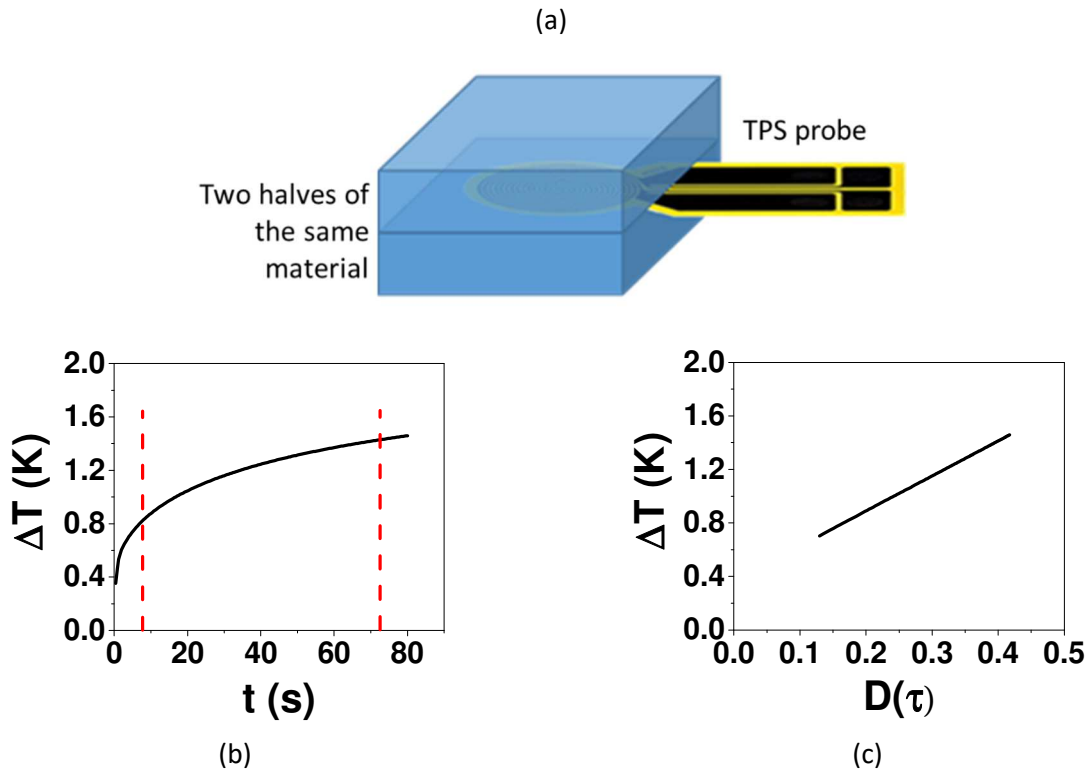 (a)
TPS probe
Two halves of
the same
material
2.0
1.6
1.2
0.8
0.4
0.0
ΔT (K)
0 20 40 60 80
t (s)
(b)
2.0
1.6
1.2
0.8
0.4
0.0
ΔT (K)
0.0 0.1 0.2 0.3 0.4 0.5
D(τ)
(c)